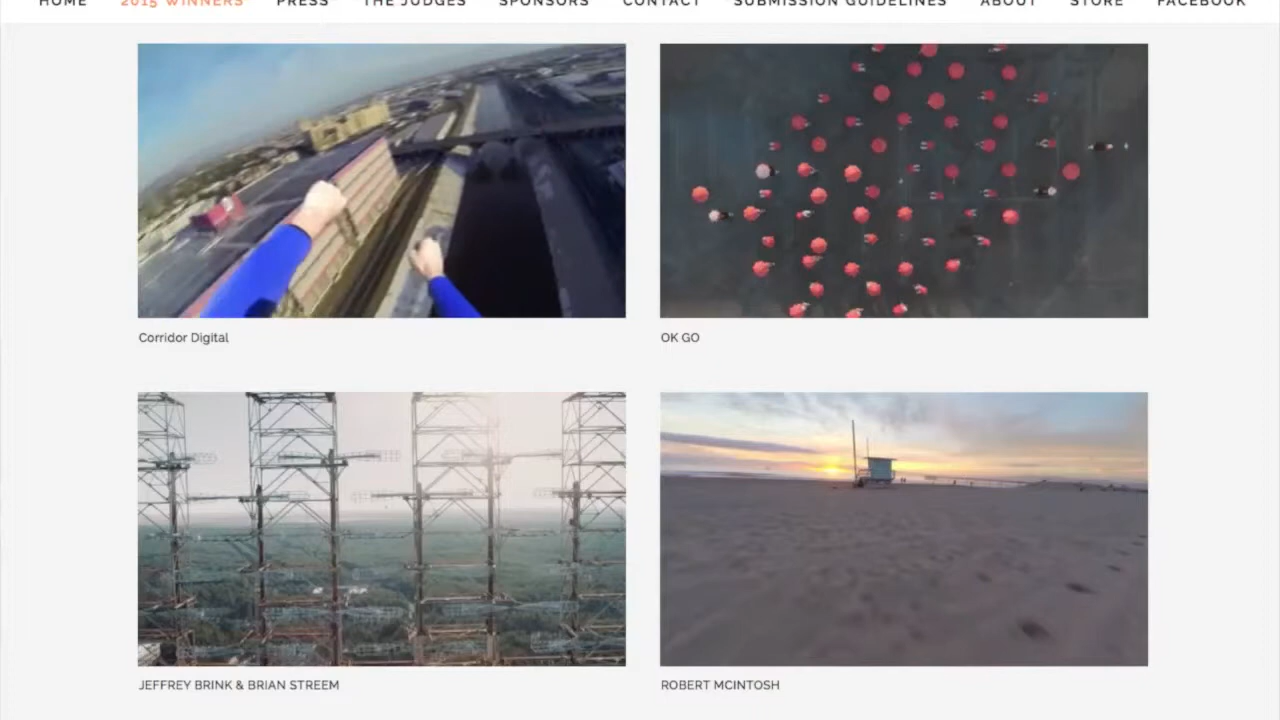 HOME 2015 WINNERS PRESS THE JUDGES SPONSORS CONTACT SUBMISSION GUIDELINES ABOUT STORE FACEBOOK
Corridor Digital
OK GO
JEFFREY BRINK & BRIAN STREEM
ROBERT MCINTOSH